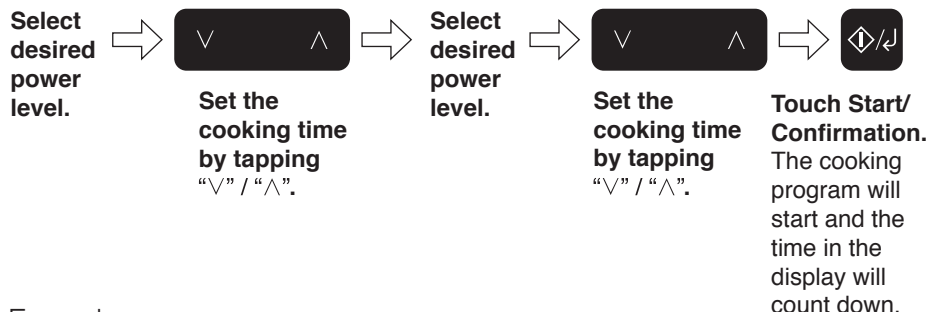 Select
desired
power
level.
∨ ∧
Set the
cooking time
by tapping
“∨” / “∧”.
Select
desired
power
level.
∨ ∧
Set the
cooking time
by tapping
“∨” / “∧”.
Touch Start/
Confirmation.
The cooking
program will
start and the
time in the
display will
count down.